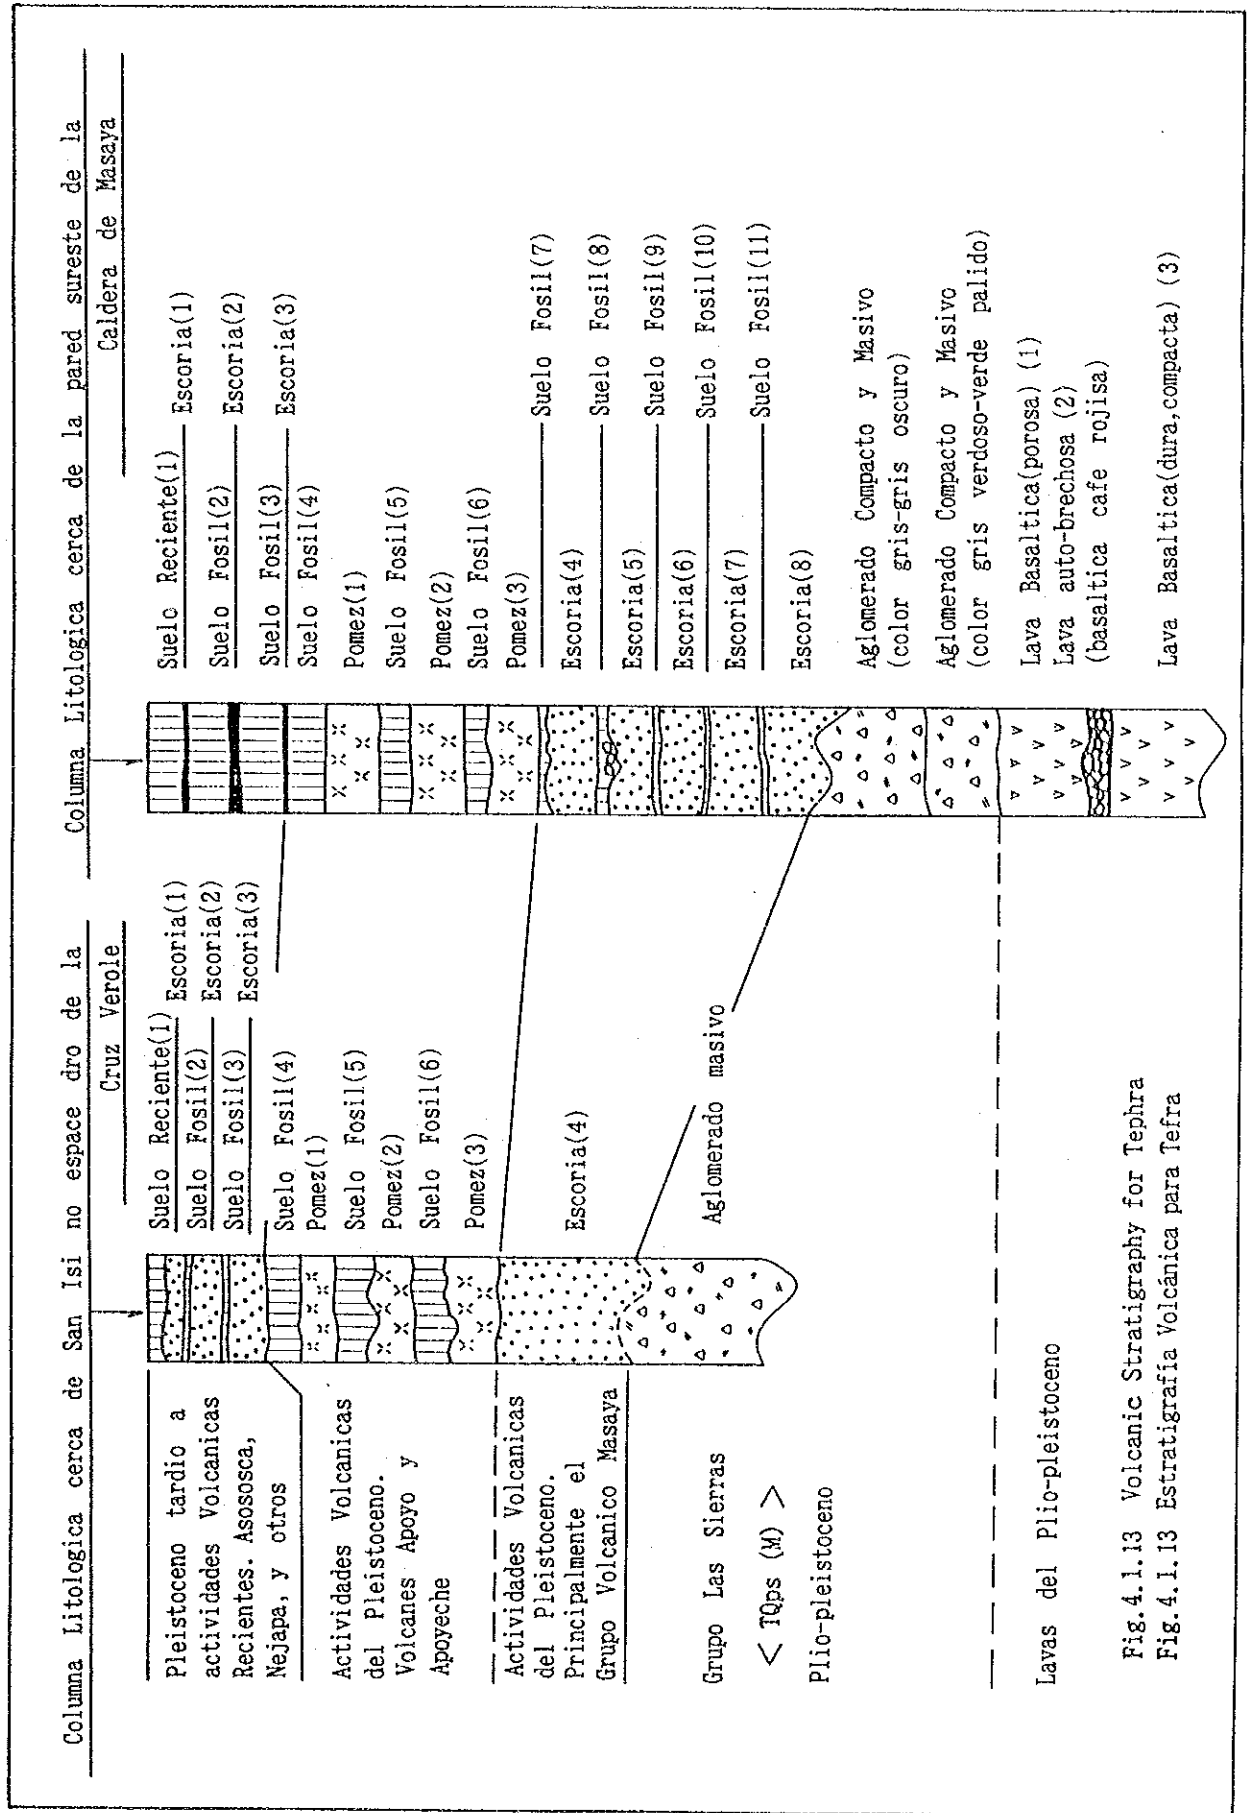 Columna Litologica cerca de San Isi no espace dro de la
Cruz Verole
Columna Litologica cerca de la pared sureste de la
Caldera de Masaya
Pleistoceno tardio a
actividades Volcanicas
Recientes. Asososca,
Nejapa, y otros
Actividades Volcanicas
del Pleistoceno.
Volcanes Apoyo y
Apoyeche
Actividades Volcanicas
del Pleistoceno.
Principalmente el
Grupo Volcanico Masaya
Grupo Las Sierras
< TQps (M) >
Plio-pleistoceno
Lavas del Plio-pleistoceno
Suelo Reciente(1)
Escoria(1)
Suelo Fosil(2)
Escoria(2)
Suelo Fosil(3)
Escoria(3)
Suelo Fosil(4)
Pomez(1)
Suelo Fosil(5)
Pomez(2)
Suelo Fosil(6)
Pomez(3)
Escoria(4)
Aglomerado masivo
Suelo Reciente(1)
Escoria(1)
Suelo Fosil(2)
Escoria(2)
Suelo Fosil(3)
Escoria(3)
Suelo Fosil(4)
Pomez(1)
Suelo Fosil(5)
Pomez(2)
Suelo Fosil(6)
Pomez(3)
Suelo Fosil(7)
Escoria(4)
Suelo Fosil(8)
Escoria(5)
Suelo Fosil(9)
Escoria(6)
Suelo Fosil(10)
Escoria(7)
Suelo Fosil(11)
Escoria(8)
Aglomerado Compacto y Masivo
(color gris-gris oscuro)
Aglomerado Compacto y Masivo
(color gris verdoso-verde palido)
Lava Basaltica(porosa) (1)
Lava auto-brechosa (2)
(basaltica cafe rojisa)
Lava Basaltica(dura,compacta) (3)
Fig.4.1.13 Volcanic Stratigraphy for Tephra
Fig.4.1.13 Estratigrafía Volcánica para Tefra